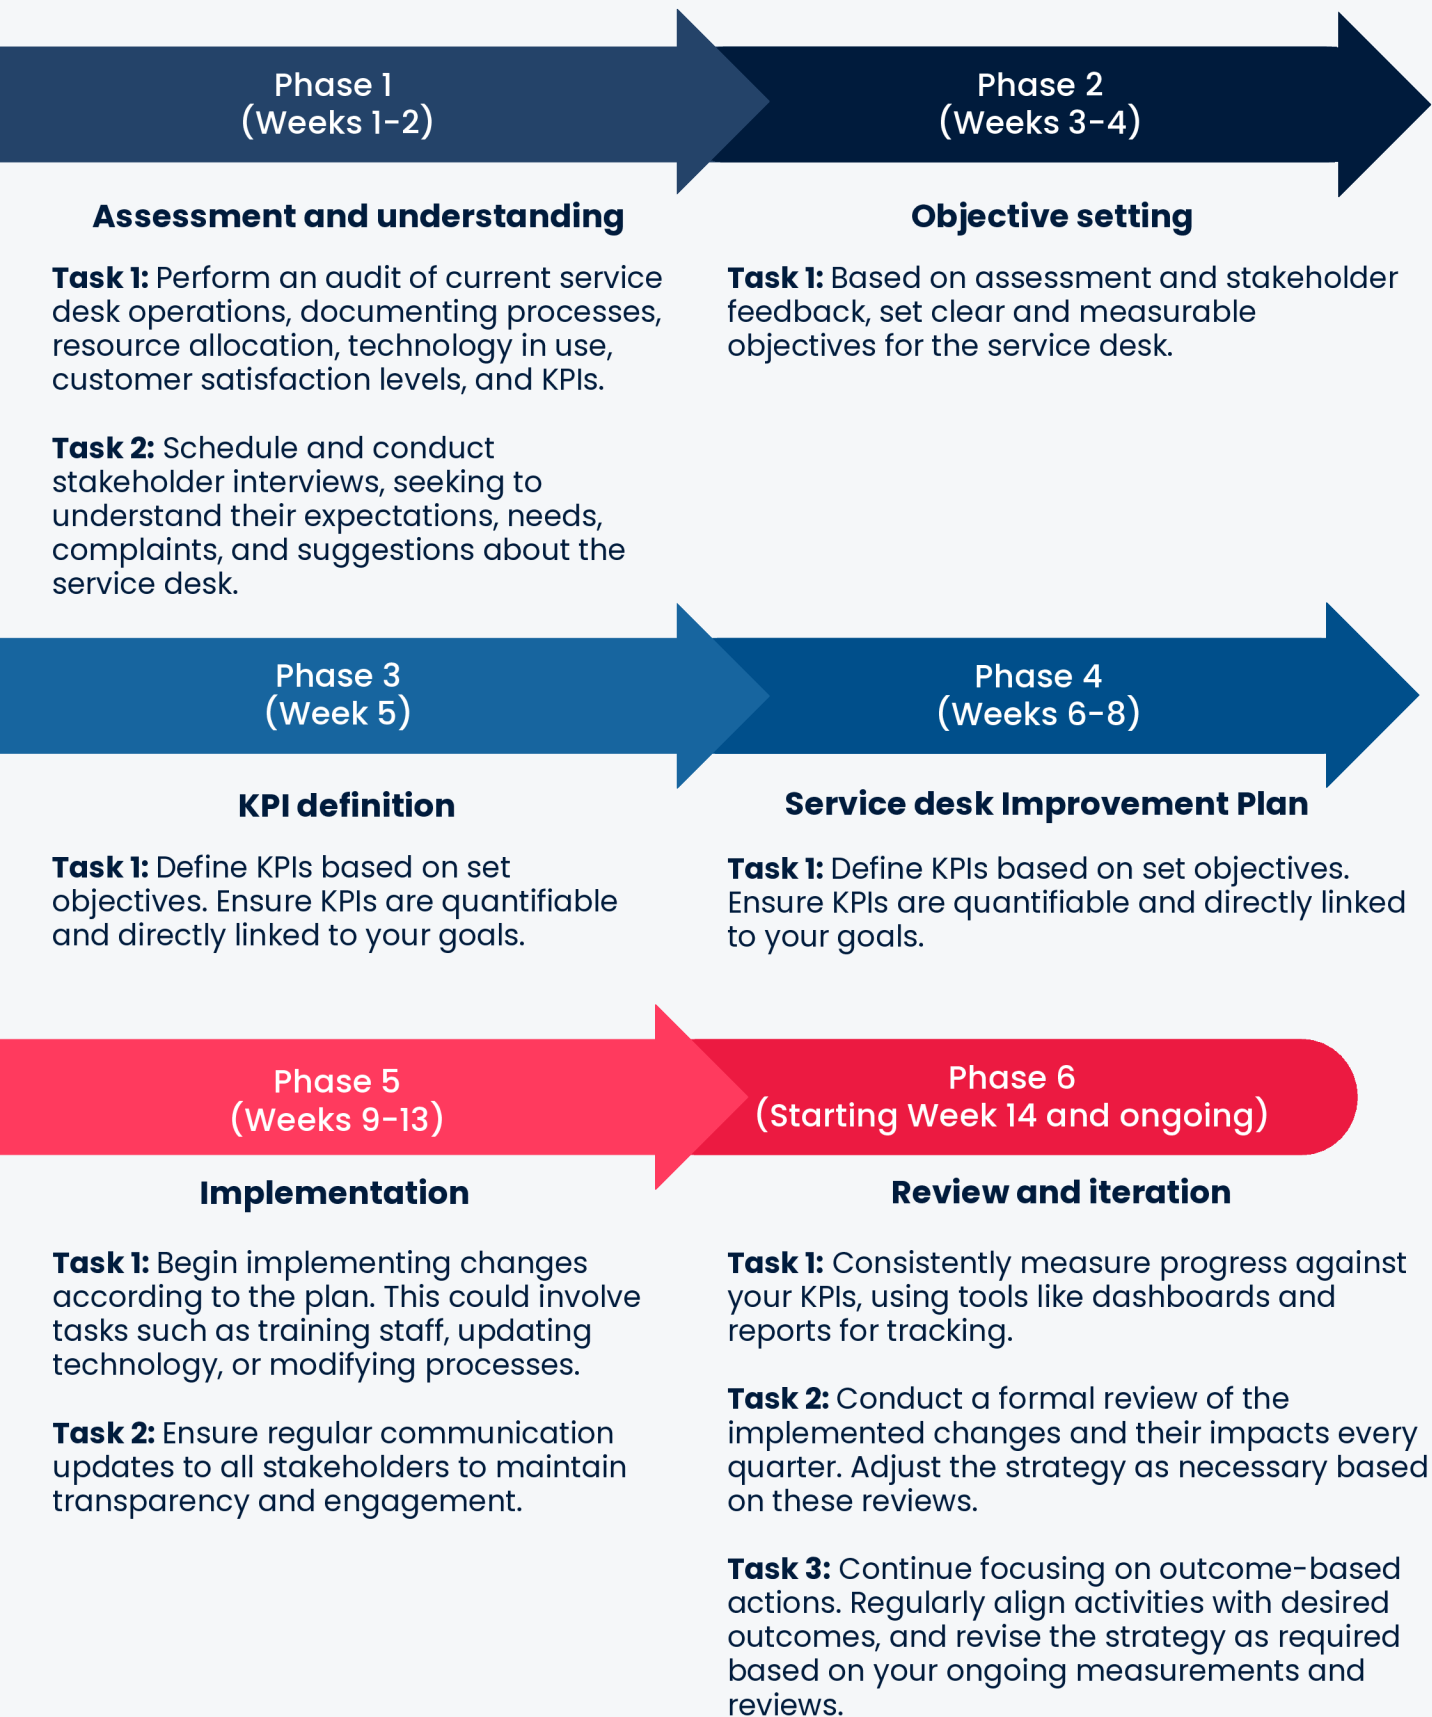 Phase 1
(Weeks 1-2)
Phase 2
(Weeks 3-4)
Assessment and understanding
Task 1: Perform an audit of current service
desk operations, documenting processes,
resource allocation, technology in use,
customer satisfaction levels, and KPIs.
Task 2: Schedule and conduct
stakeholder interviews, seeking to
understand their expectations, needs,
complaints, and suggestions about the
service desk.
Objective setting
Task 1: Based on assessment and stakeholder
feedback, set clear and measurable
objectives for the service desk.
Phase 3
(Week 5)
Phase 4
(Weeks 6-8)
KPI definition
Task 1: Define KPIs based on set
objectives. Ensure KPIs are quantifiable
and directly linked to your goals.
Service desk Improvement Plan
Task 1: Define KPIs based on set objectives.
Ensure KPIs are quantifiable and directly linked
to your goals.
Phase 5
(Weeks 9-13)
Phase 6
(Starting Week 14 and ongoing)
Implementation
Task 1: Begin implementing changes
according to the plan. This could involve
tasks such as training staff, updating
technology, or modifying processes.
Task 2: Ensure regular communication
updates to all stakeholders to maintain
transparency and engagement.
Review and iteration
Task 1: Consistently measure progress against
your KPIs, using tools like dashboards and
reports for tracking.
Task 2: Conduct a formal review of the
implemented changes and their impacts every
quarter. Adjust the strategy as necessary based
on these reviews.
Task 3: Continue focusing on outcome-based
actions. Regularly align activities with desired
outcomes, and revise the strategy as required
based on your ongoing measurements and
reviews.